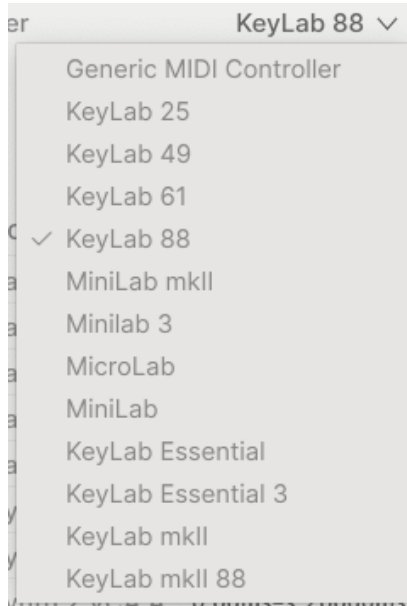 er KeyLab 88
Generic MIDI Controller
KeyLab 25
KeyLab 49
KeyLab 61
KeyLab 88
MiniLab mkII
Minilab 3
MicroLab
MiniLab
KeyLab Essential
KeyLab Essential 3
KeyLab mkII
KeyLab mkII 88